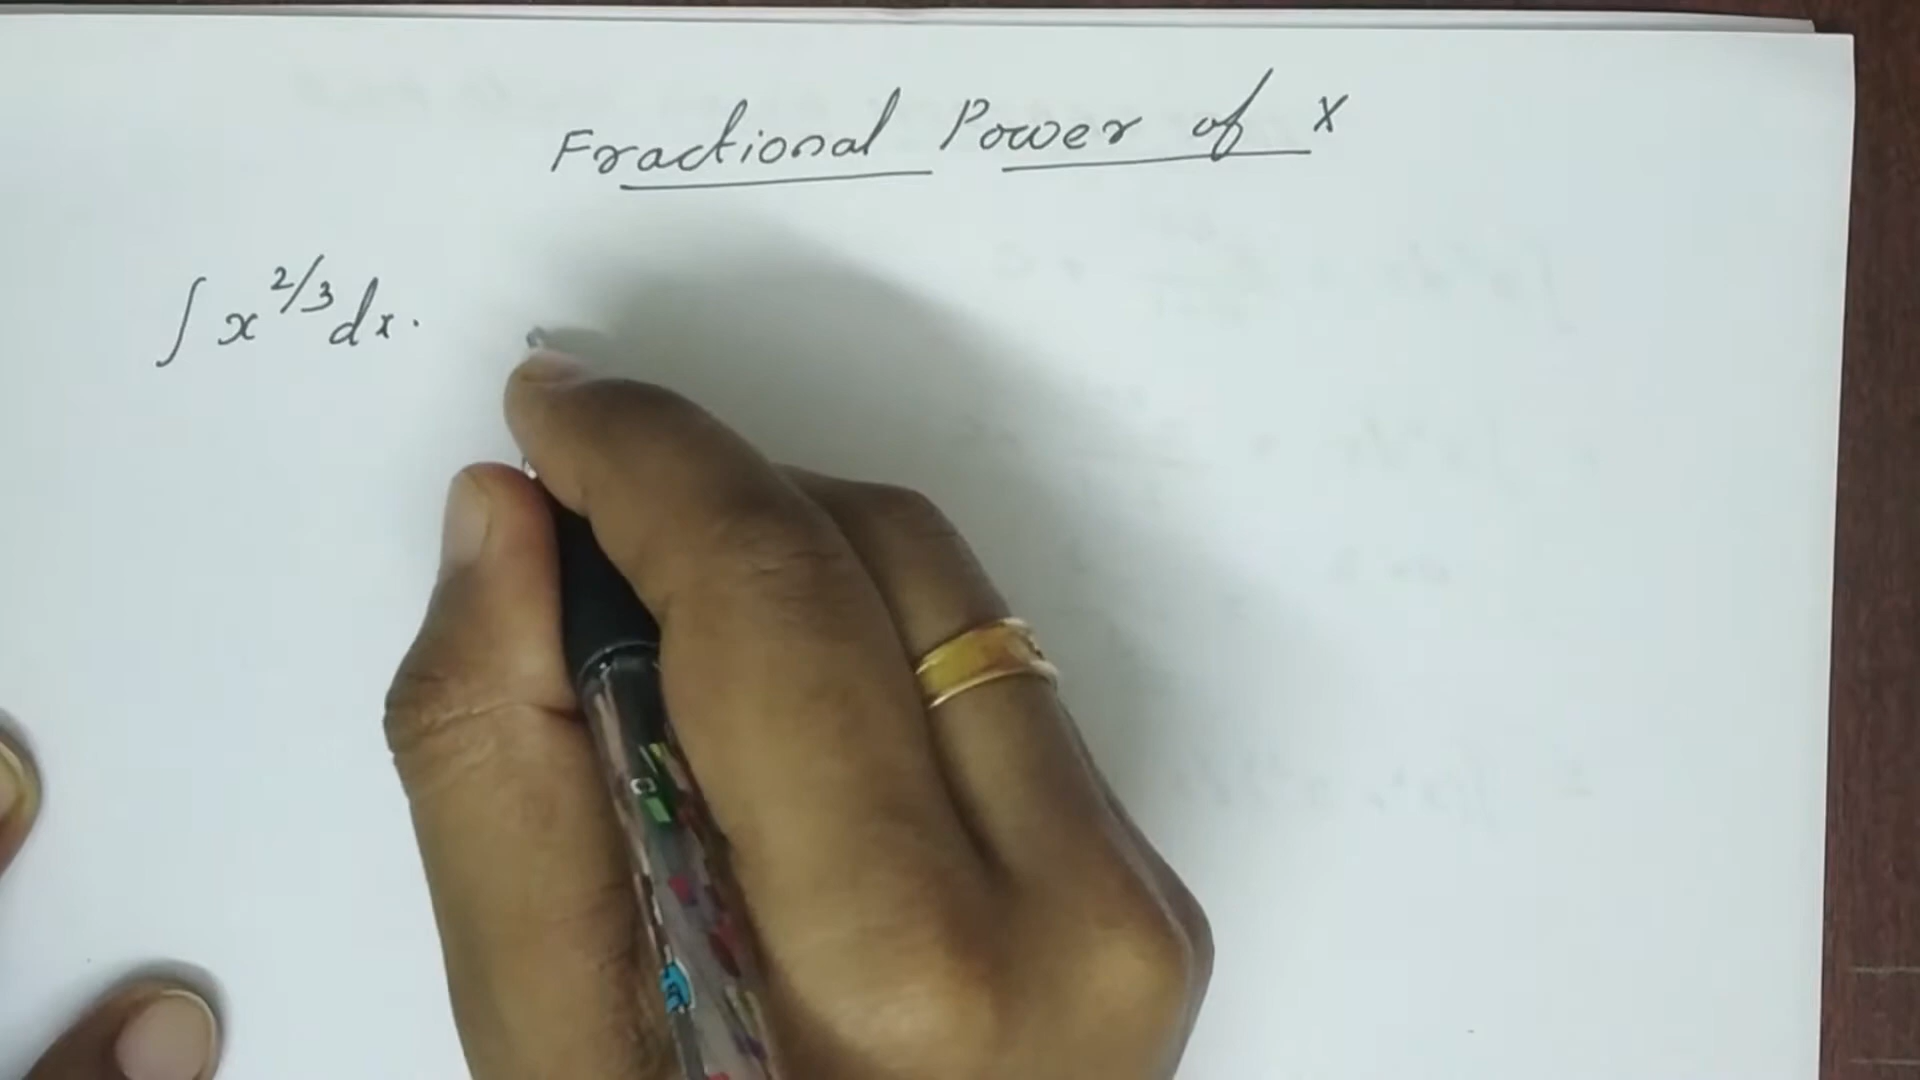 Fractional Power of x
∫ x^{2/3} dx.